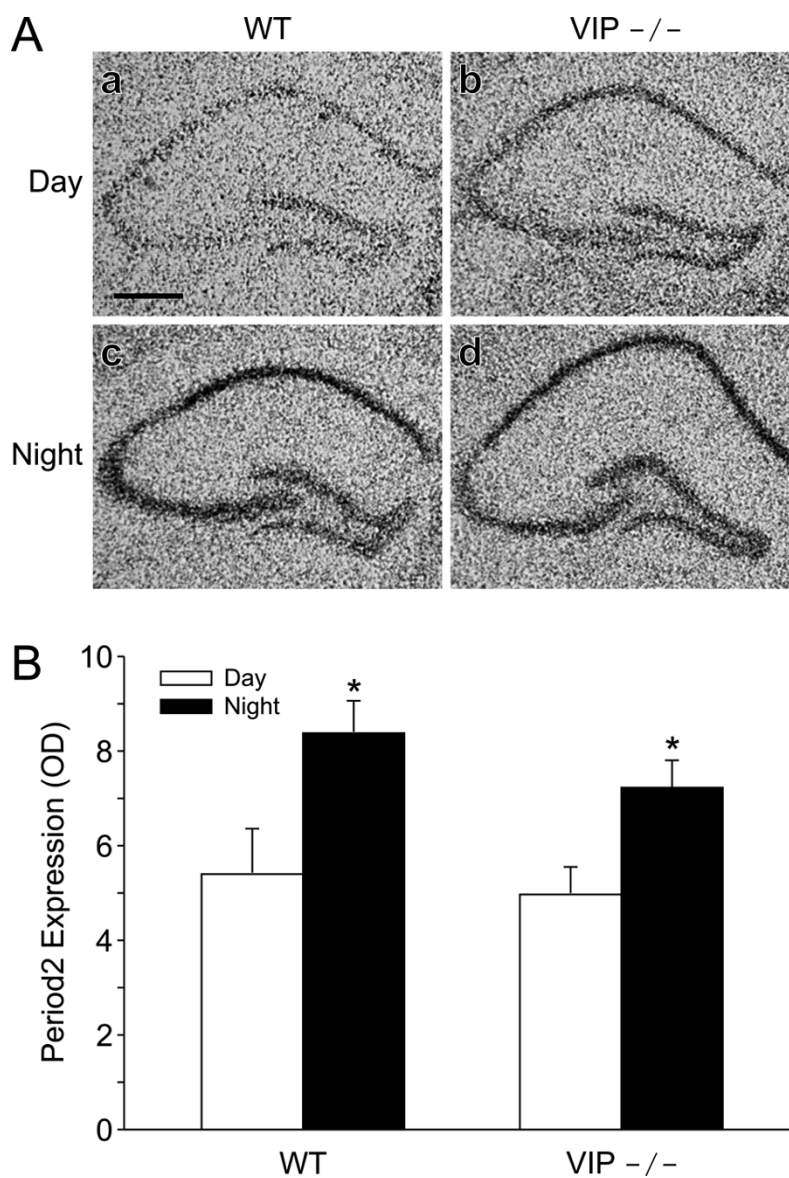 A
WT
VIP −/−
a
b
Day
c
d
Night
B
10
8
6
4
2
0
Period2 Expression (OD)
Day
Night
*
*
WT
VIP −/−